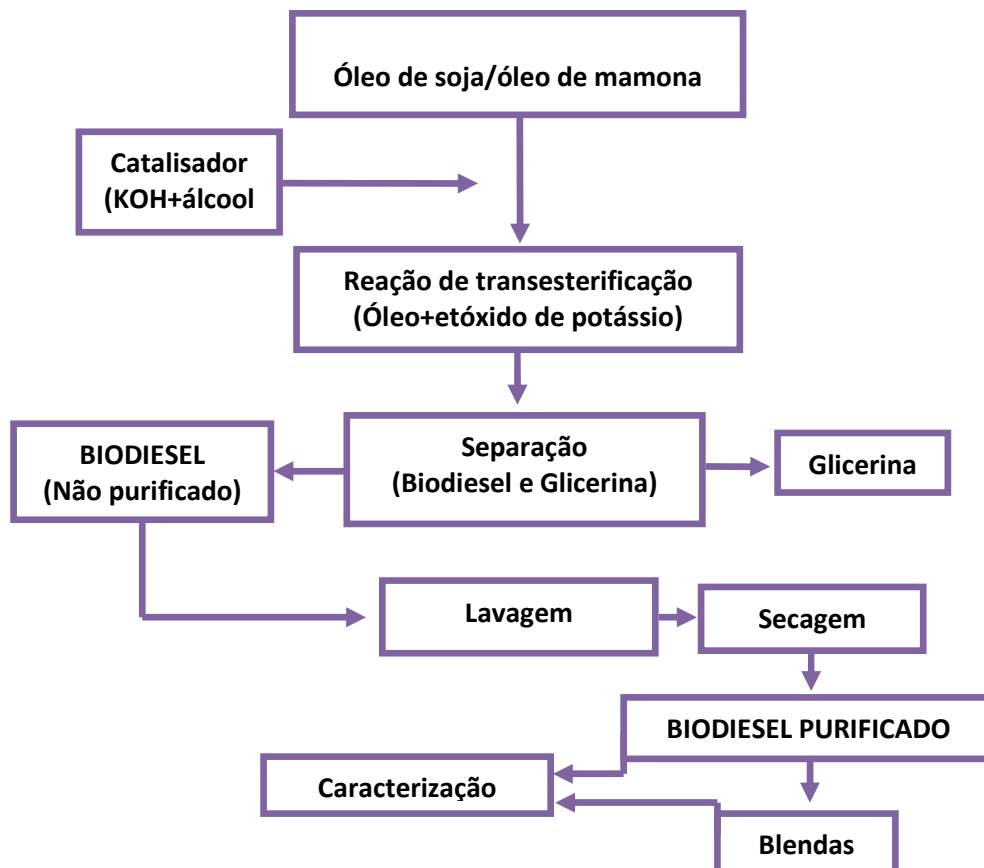 Óleo de soja/óleo de mamona
Catalisador
(KOH+álcool
Reação de transesterificação
(Óleo+etóxido de potássio)
Separação
(Biodiesel e Glicerina)
BIODIESEL
(Não purificado)
Glicerina
Lavagem
Secagem
BIODIESEL PURIFICADO
Caracterização
Blendas